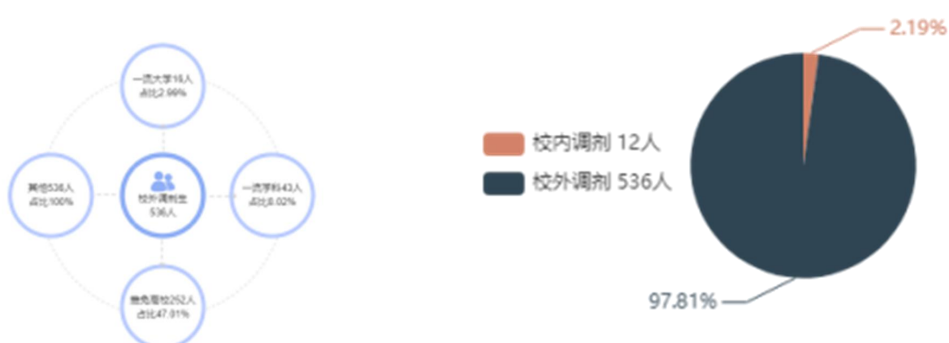 一流大学16人
占比2.99%
其他536人
占比100%
校外调剂生
536人
一流学科43人
占比8.02%
推免高校252人
占比47.01%
2.19%
校内调剂 12人
校外调剂 536人
97.81%